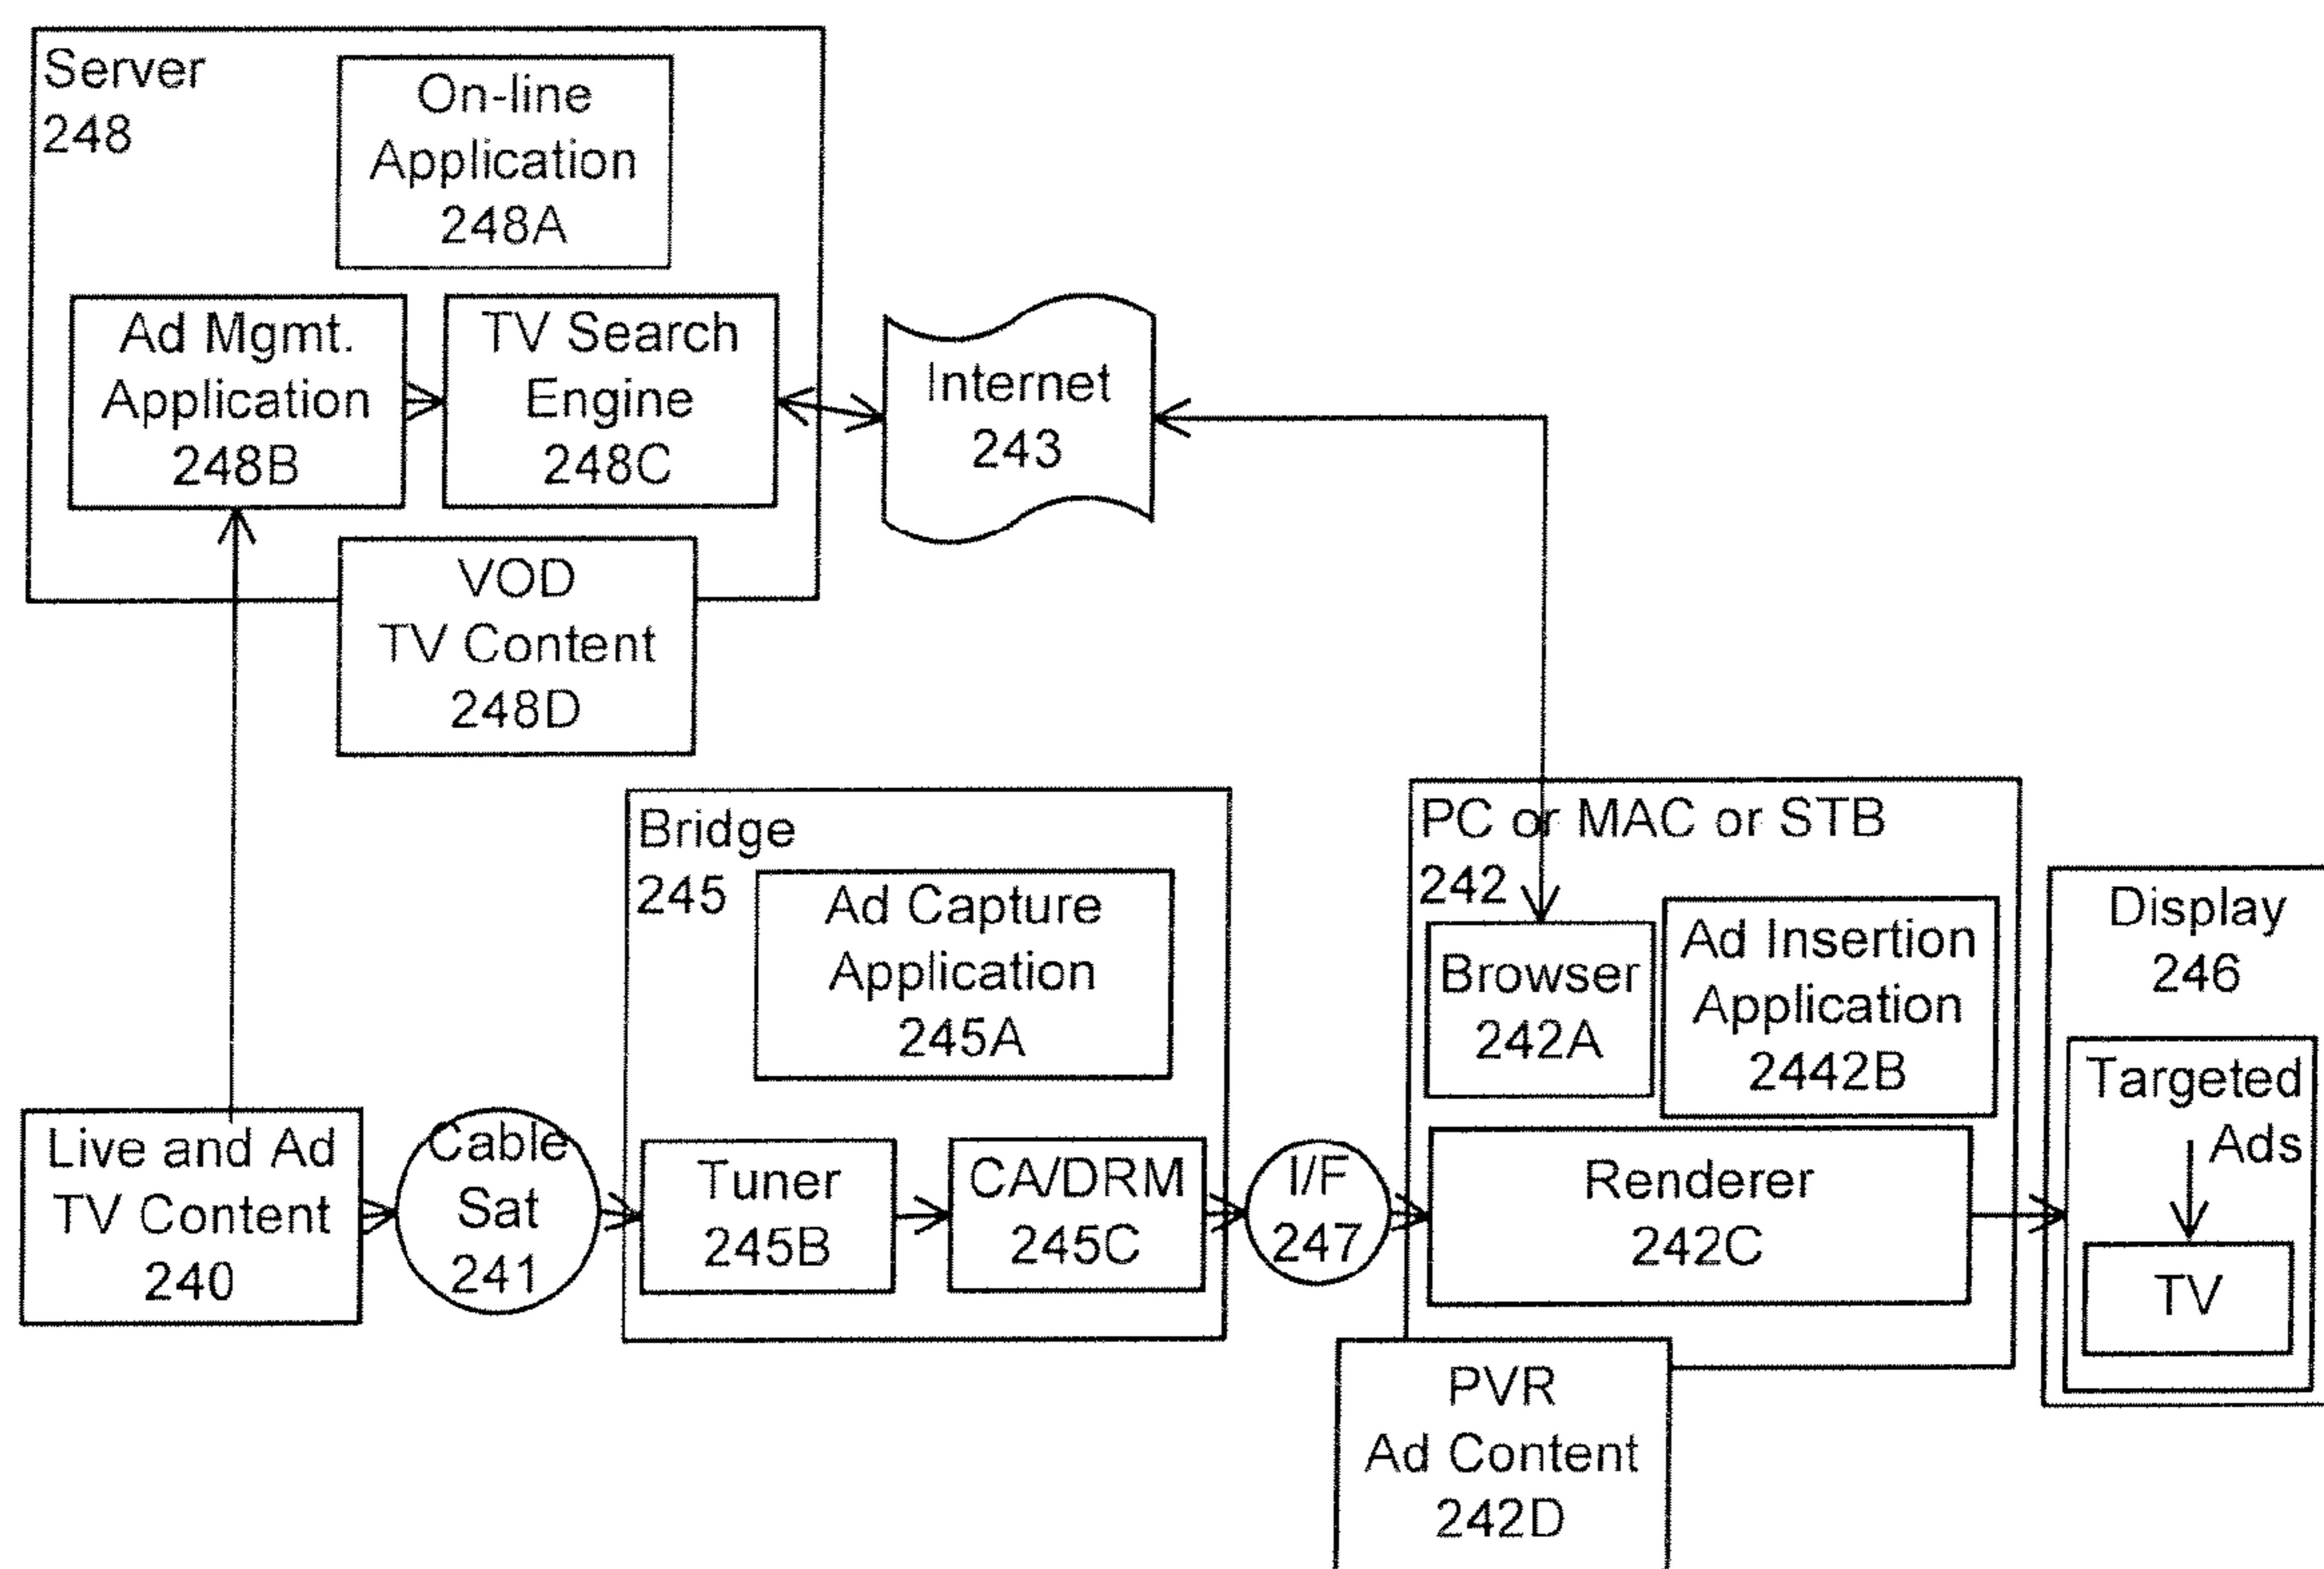 Server
248
On-line
Application
248A
Ad Mgmt.
Application
248B
TV Search
Engine
248C
Internet
243
VOD
TV Content
248D
Bridge
245
Ad Capture
Application
245A
PC or MAC or STB
242
Browser
242A
Ad Insertion
Application
2442B
Display
246
Targeted
Ads
TV
Live and Ad
TV Content
240
Cable
Sat
241
Tuner
245B
CA/DRM
245C
I/F
247
Renderer
242C
PVR
Ad Content
242D